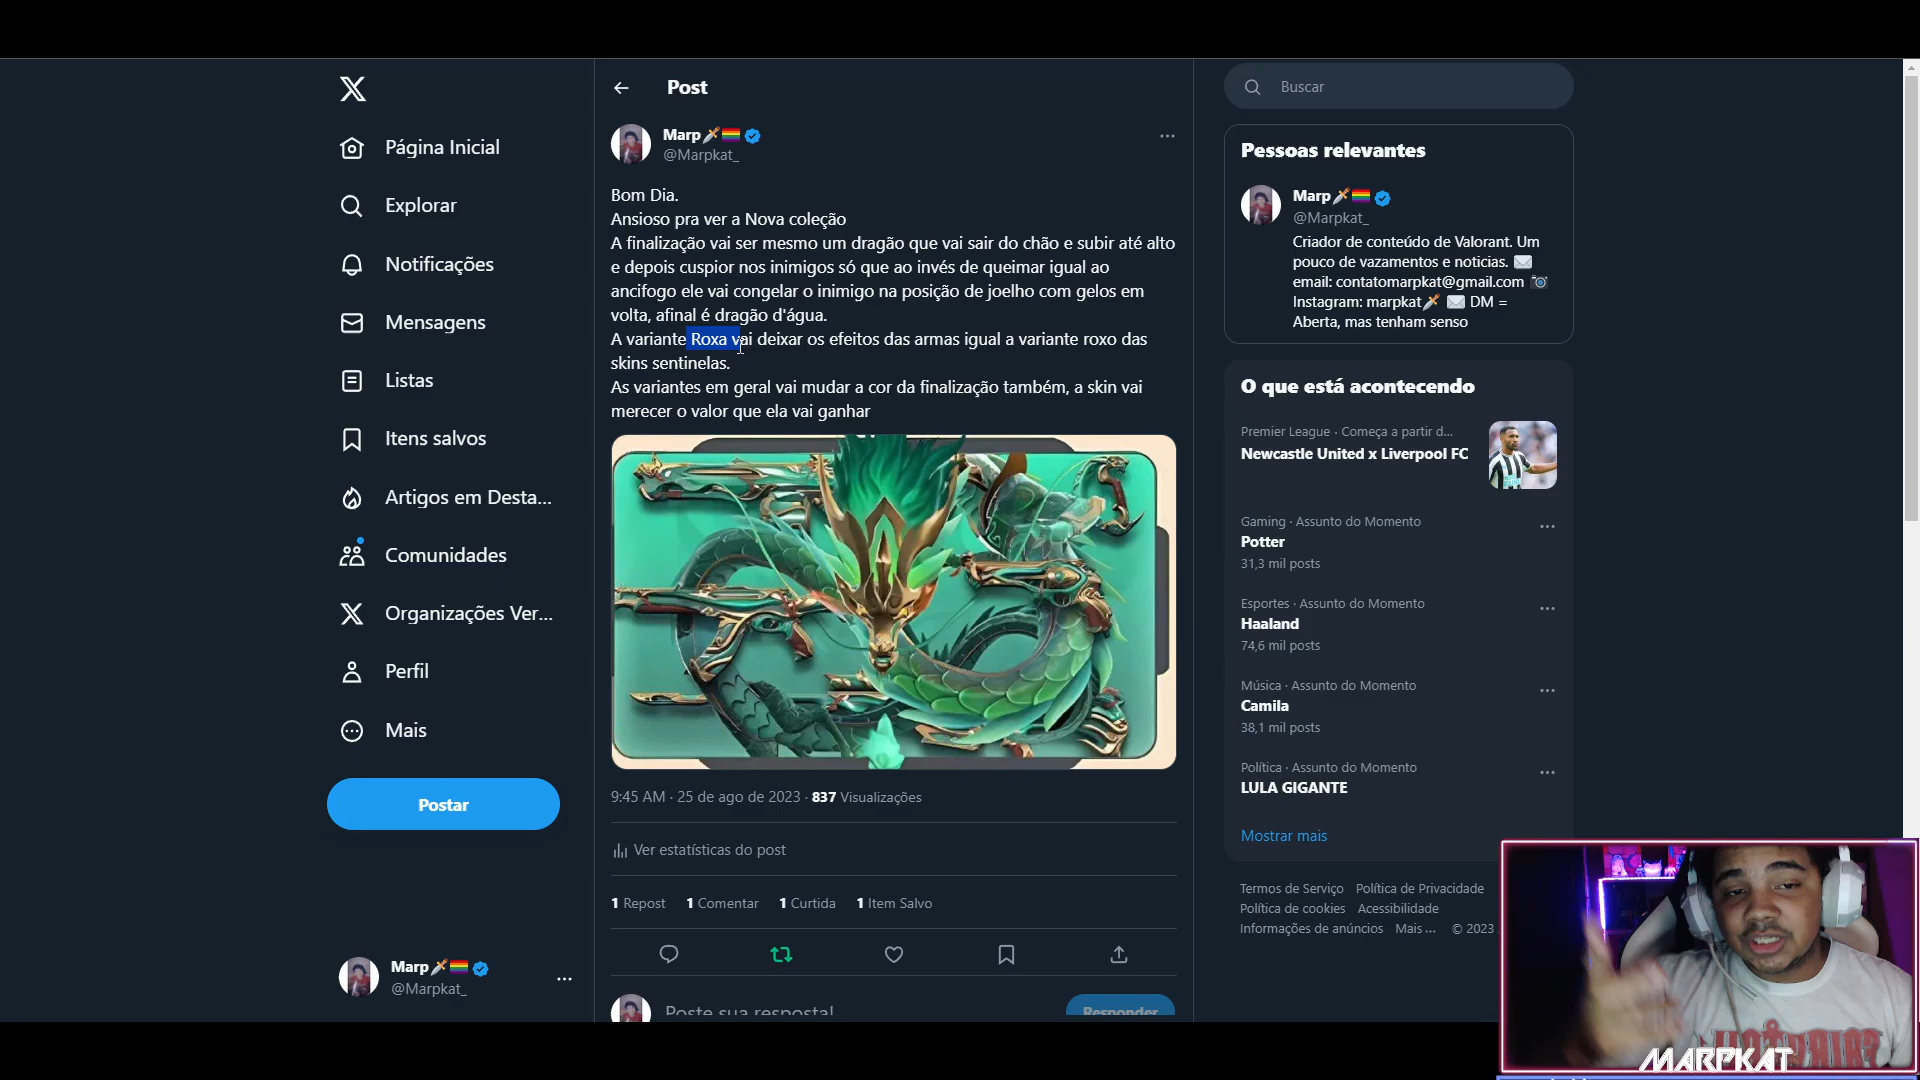 Página Inicial
Explorar
Notificações
Mensagens
Listas
Itens salvos
Artigos em Desta...
Comunidades
Organizações Ver...
Perfil
Mais
Postar
Marp
@Marpkat_
Post
Marp
@Marpkat_
Bom Dia.
Ansioso pra ver a Nova coleção
A finalização vai ser mesmo um dragão que vai sair do chão e subir até alto
e depois cuspior nos inimigos só que ao invés de queimar igual ao
ancifogo ele vai congelar o inimigo na posição de joelho com gelos em
volta, afinal é dragão d'água.
A variante Roxa vai deixar os efeitos das armas igual a variante roxo das
skins sentinelas.
As variantes em geral vai mudar a cor da finalização também, a skin vai
merecer o valor que ela vai ganhar
9:45 AM · 25 de ago de 2023 · 837 Visualizações
Ver estatísticas do post
1 Repost 1 Comentar 1 Curtida 1 Item Salvo
Poste sua resposta!
Responder
Buscar
Pessoas relevantes
Marp
@Marpkat_
Criador de conteúdo de Valorant. Um
pouco de vazamentos e noticias.
email: contatomarpkat@gmail.com
Instagram: marpkat DM =
Aberta, mas tenham senso
O que está acontecendo
Premier League · Começa a partir d...
Newcastle United x Liverpool FC
Gaming · Assunto do Momento
Potter
31,3 mil posts
Esportes · Assunto do Momento
Haaland
74,6 mil posts
Música · Assunto do Momento
Camila
38,1 mil posts
Política · Assunto do Momento
LULA GIGANTE
Mostrar mais
Termos de Serviço Política de Privacidade
Política de cookies Acessibilidade
Informações de anúncios Mais ... © 2023
MARPKAT